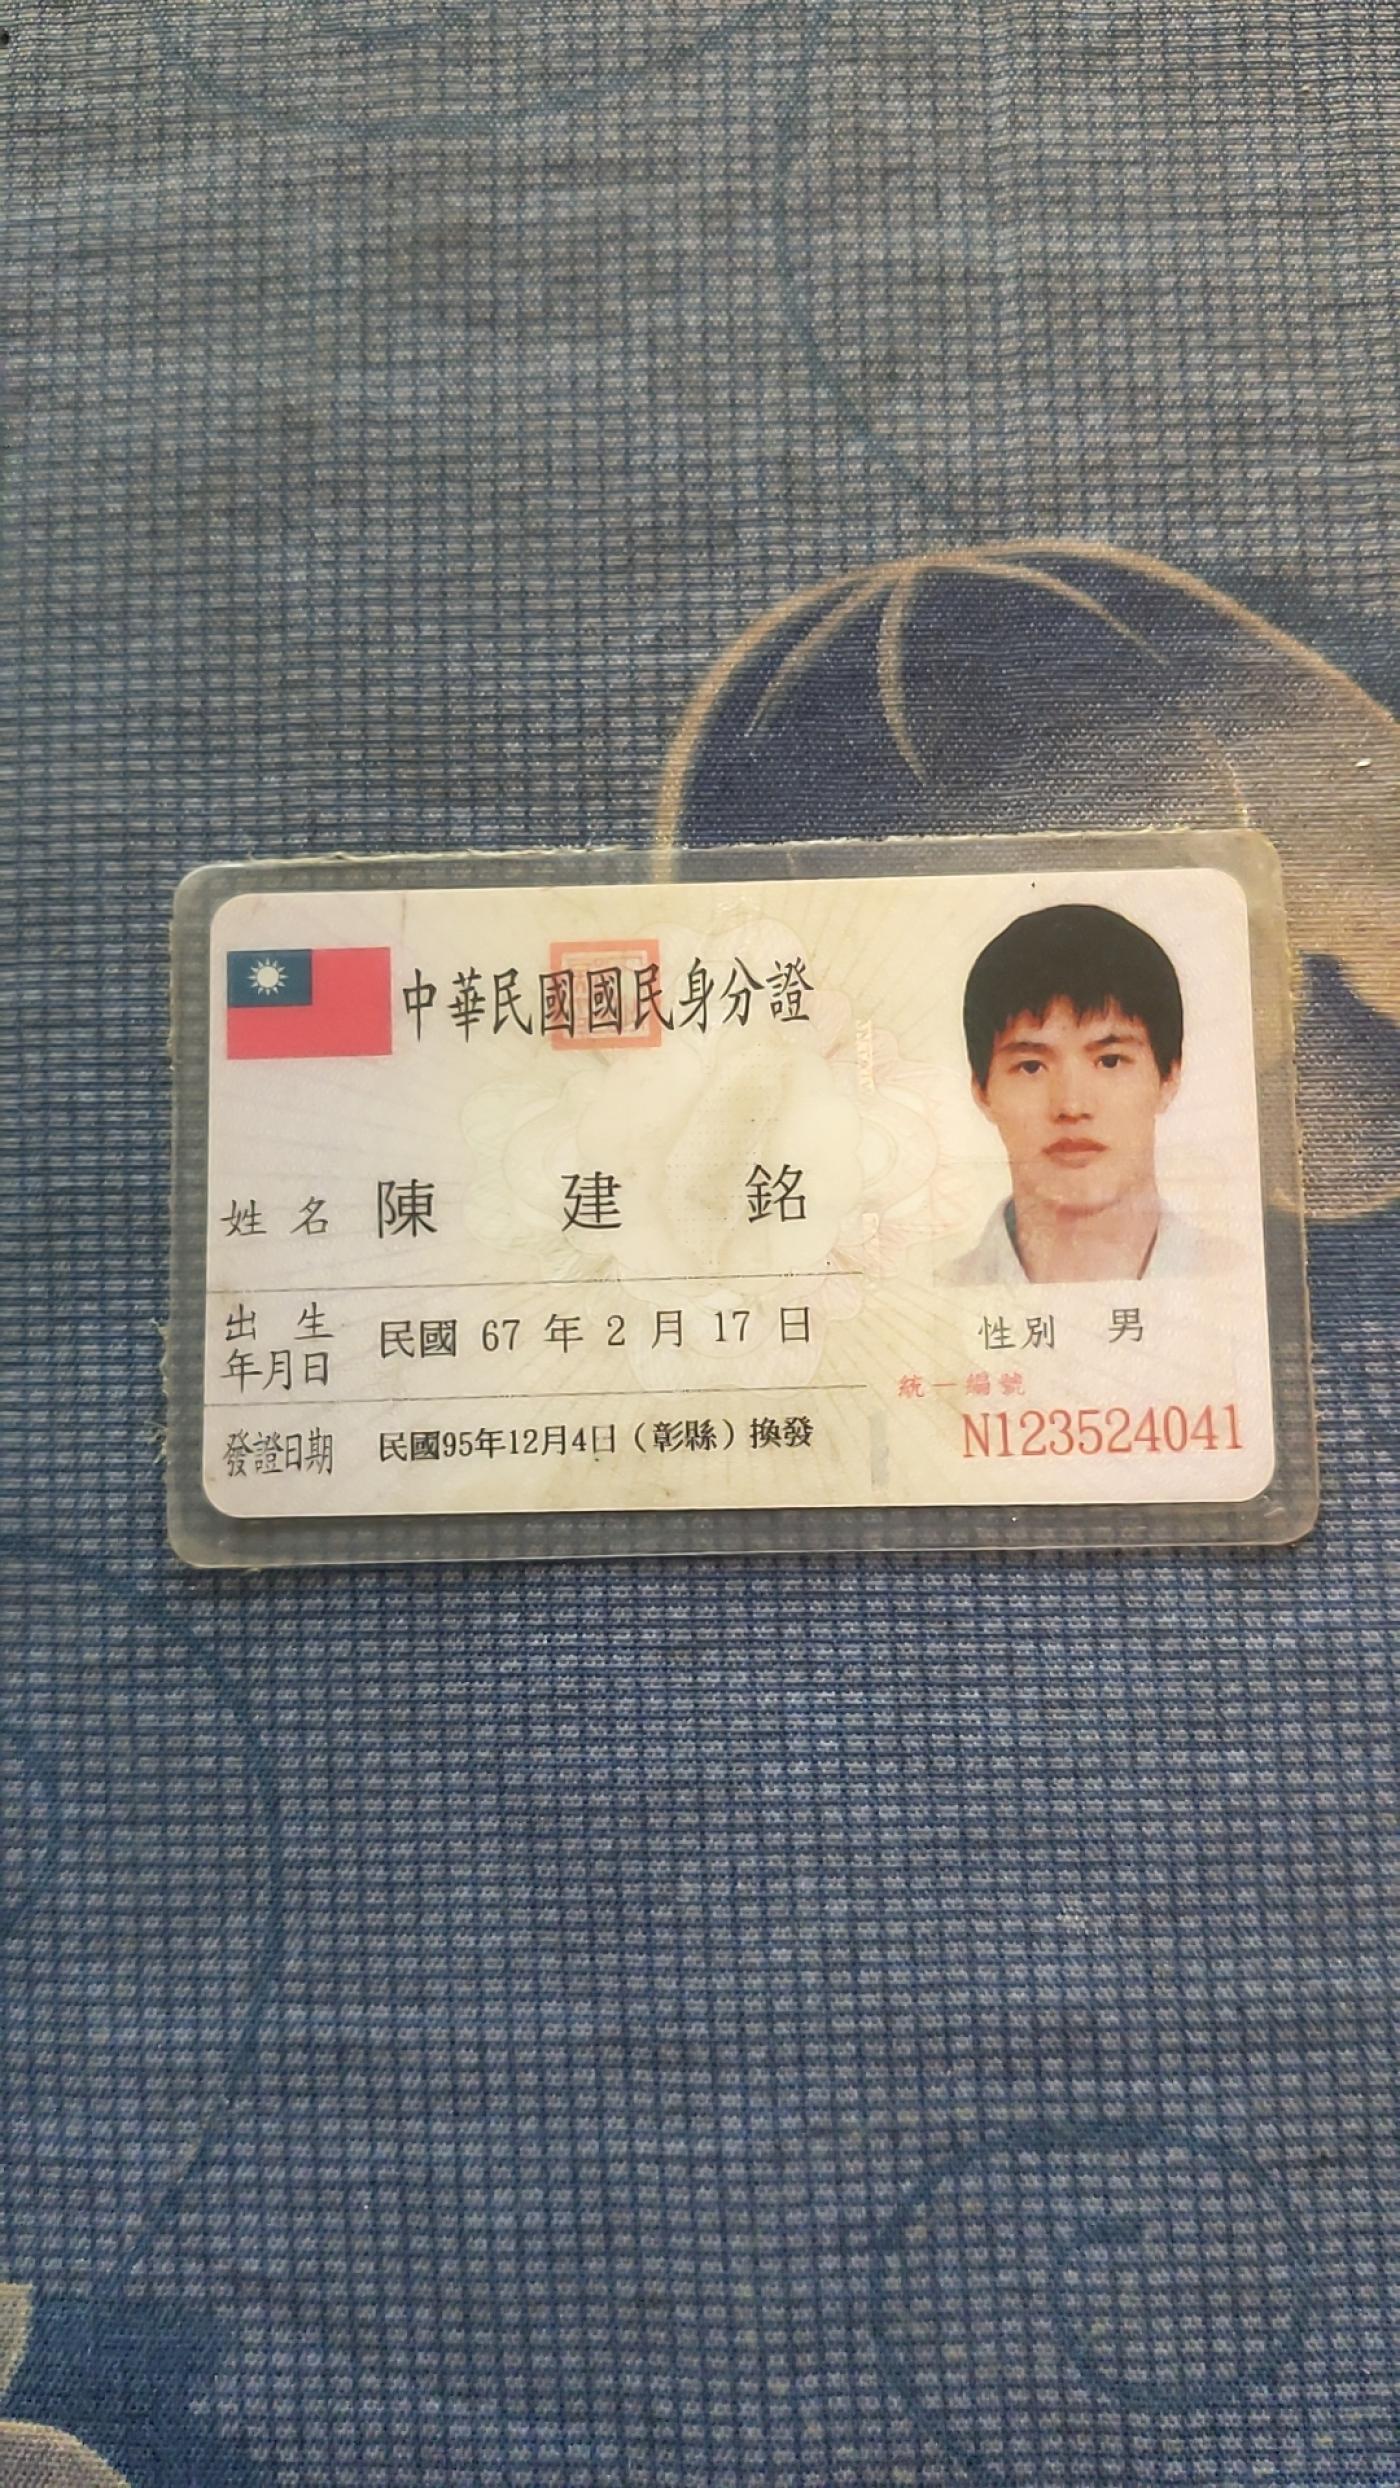 中華民國國民身分證
姓名 陳建銘
出生年月日 民國 67 年 2 月 17 日
性別 男
統一編號
N123524041
發證日期 民國95年12月4日（彰縣）換發